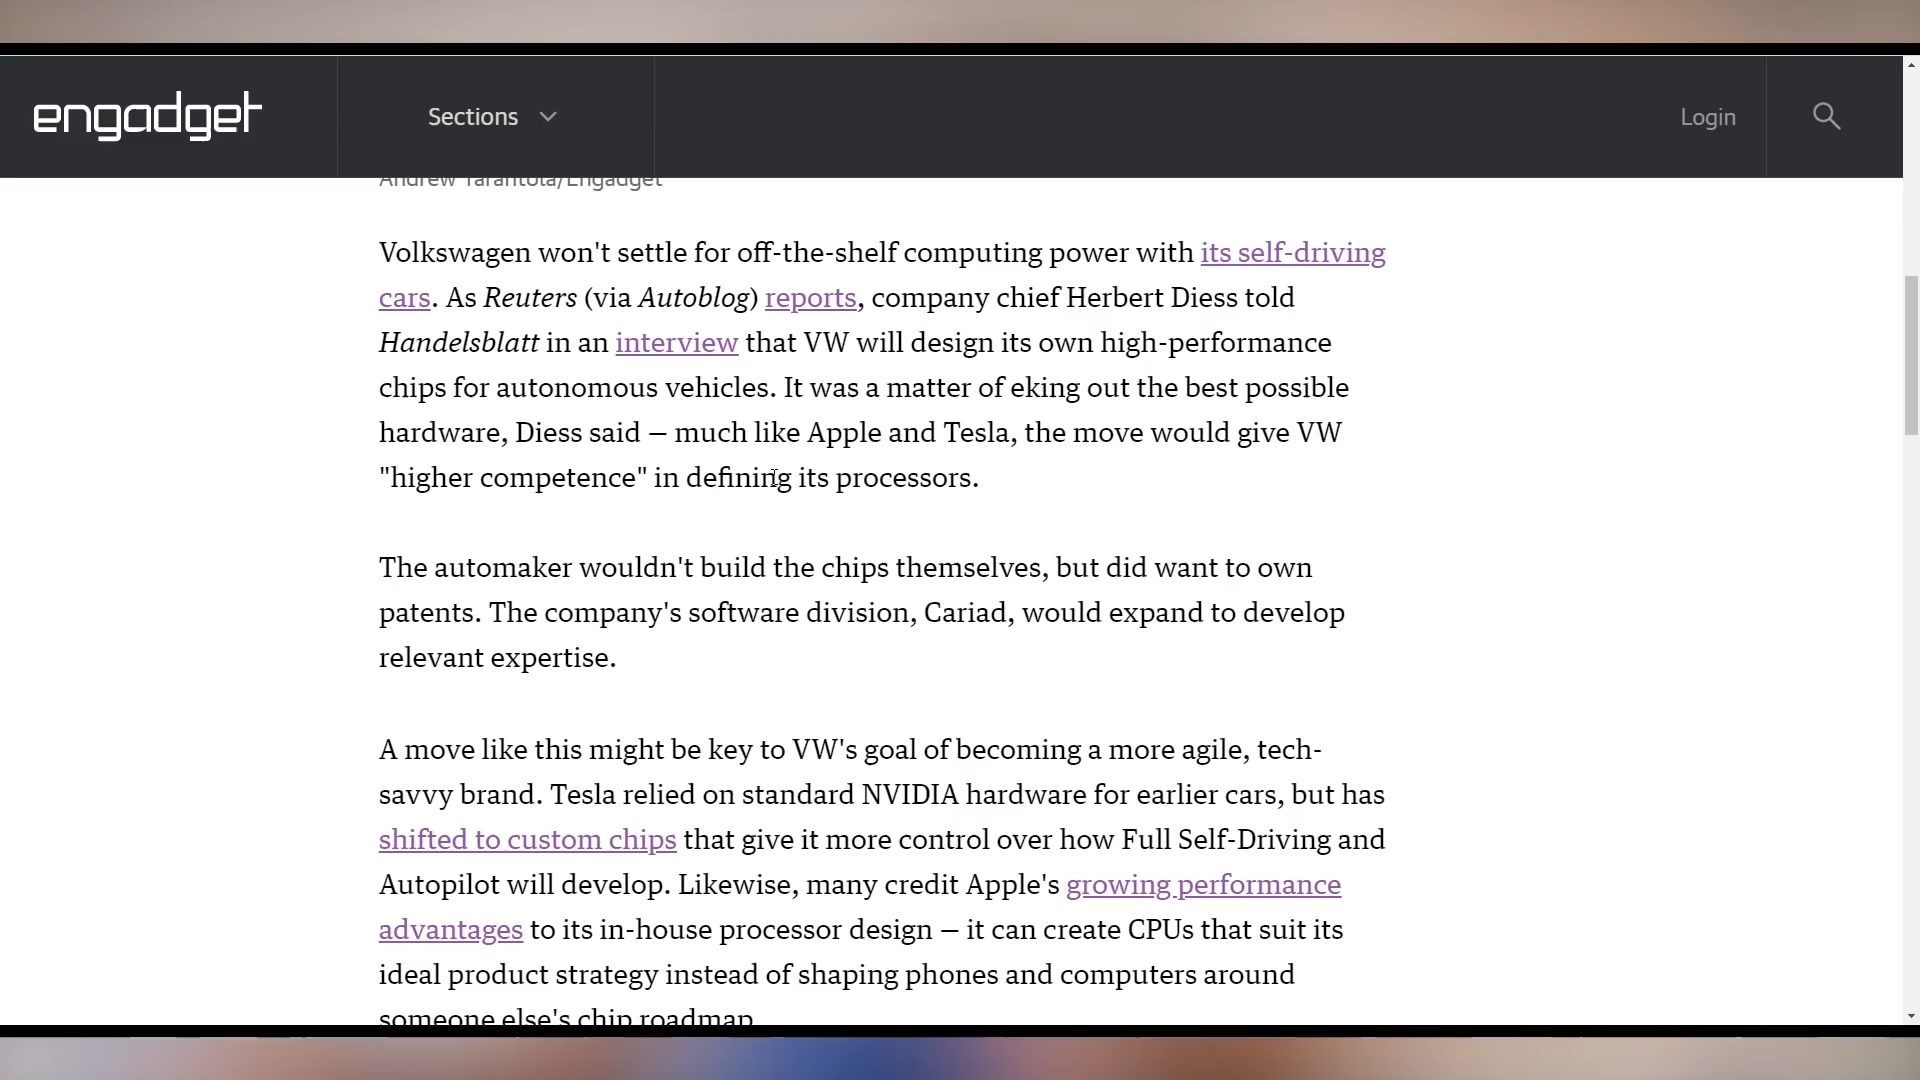 engadget
Sections
Login
Andrew Tarantola/Engadget
Volkswagen won't settle for off-the-shelf computing power with its self-driving
cars. As Reuters (via Autoblog) reports, company chief Herbert Diess told
Handelsblatt in an interview that VW will design its own high-performance
chips for autonomous vehicles. It was a matter of eking out the best possible
hardware, Diess said — much like Apple and Tesla, the move would give VW
"higher competence" in defining its processors.
The automaker wouldn't build the chips themselves, but did want to own
patents. The company's software division, Cariad, would expand to develop
relevant expertise.
A move like this might be key to VW's goal of becoming a more agile, tech-
savvy brand. Tesla relied on standard NVIDIA hardware for earlier cars, but has
shifted to custom chips that give it more control over how Full Self-Driving and
Autopilot will develop. Likewise, many credit Apple's growing performance
advantages to its in-house processor design — it can create CPUs that suit its
ideal product strategy instead of shaping phones and computers around
someone else's chip roadmap.